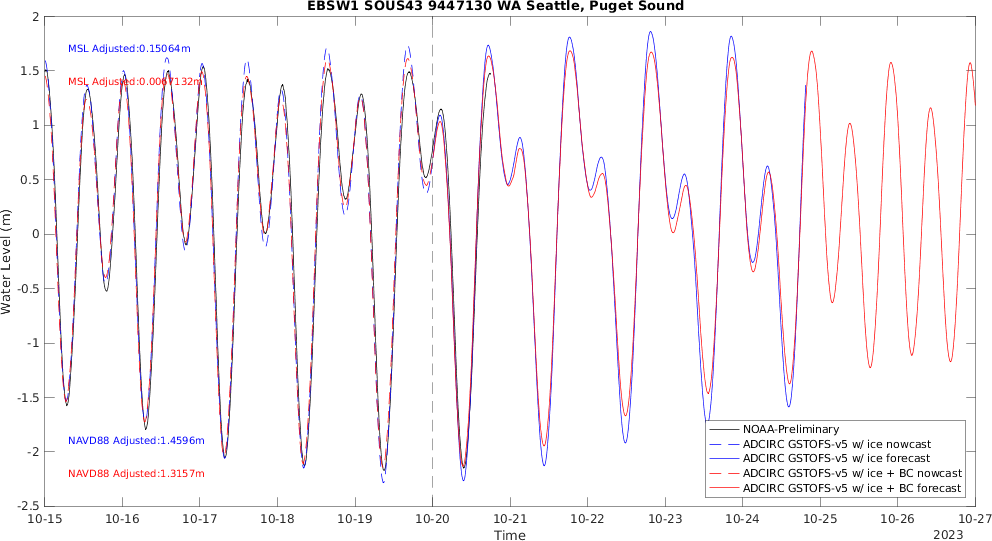 EBSW1 SOUS43 9447130 WA Seattle, Puget Sound
2
1.5
1
0.5
0
-0.5
-1
-1.5
-2
-2.5
Water Level (m)
MSL Adjusted:0.15064m
MSL Adjusted:0.0067132m
NAVD88 Adjusted:1.4596m
NAVD88 Adjusted:1.3157m
NOAA-Preliminary
ADCIRC GSTOFS-v5 w/ ice nowcast
ADCIRC GSTOFS-v5 w/ ice forecast
ADCIRC GSTOFS-v5 w/ ice + BC nowcast
ADCIRC GSTOFS-v5 w/ ice + BC forecast
10-15 10-16 10-17 10-18 10-19 10-20 10-21 10-22 10-23 10-24 10-25 10-26 10-27
Time
2023